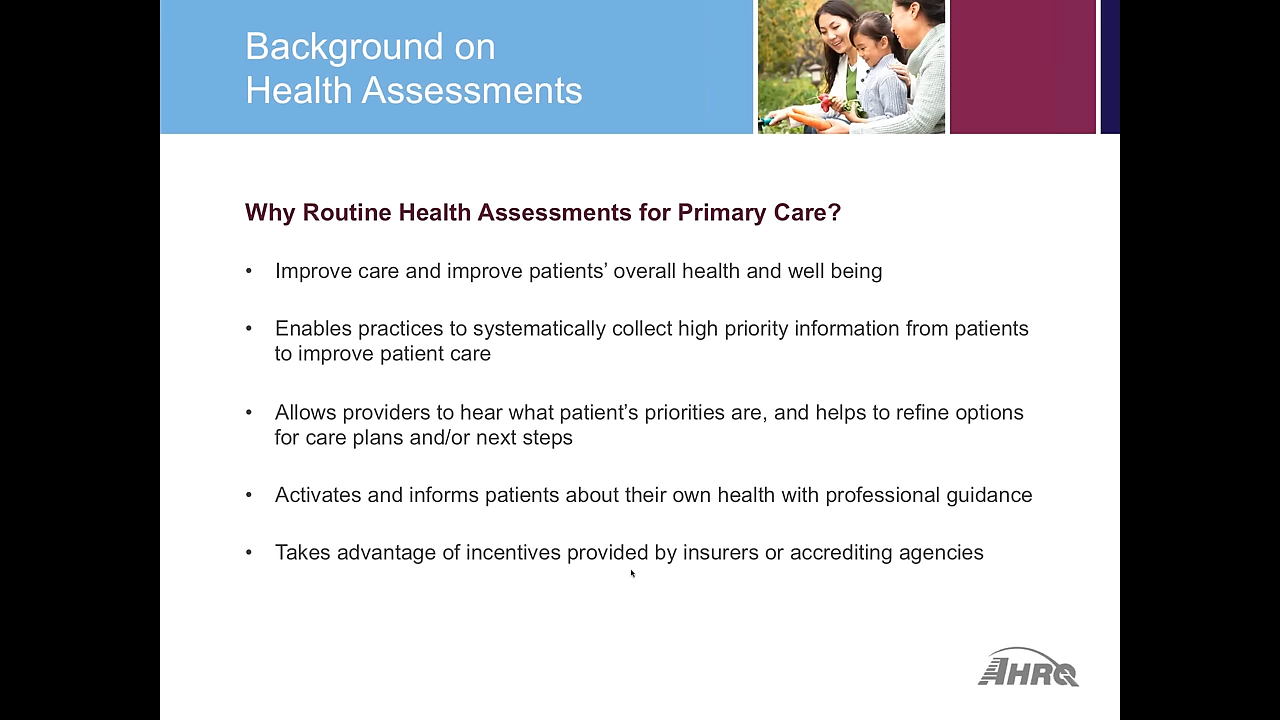 Background on
Health Assessments
Why Routine Health Assessments for Primary Care?
• Improve care and improve patients’ overall health and well being
• Enables practices to systematically collect high priority information from patients
to improve patient care
• Allows providers to hear what patient’s priorities are, and helps to refine options
for care plans and/or next steps
• Activates and informs patients about their own health with professional guidance
• Takes advantage of incentives provided by insurers or accrediting agencies
AHRQ